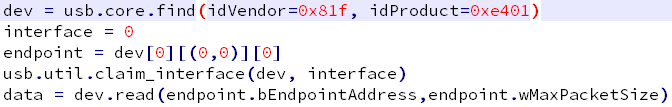 dev = usb.core.find(idVendor=0x81f, idProduct=0xe401)
interface = 0
endpoint = dev[0][(0,0)][0]
usb.util.claim_interface(dev, interface)
data = dev.read(endpoint.bEndpointAddress,endpoint.wMaxPacketSize)